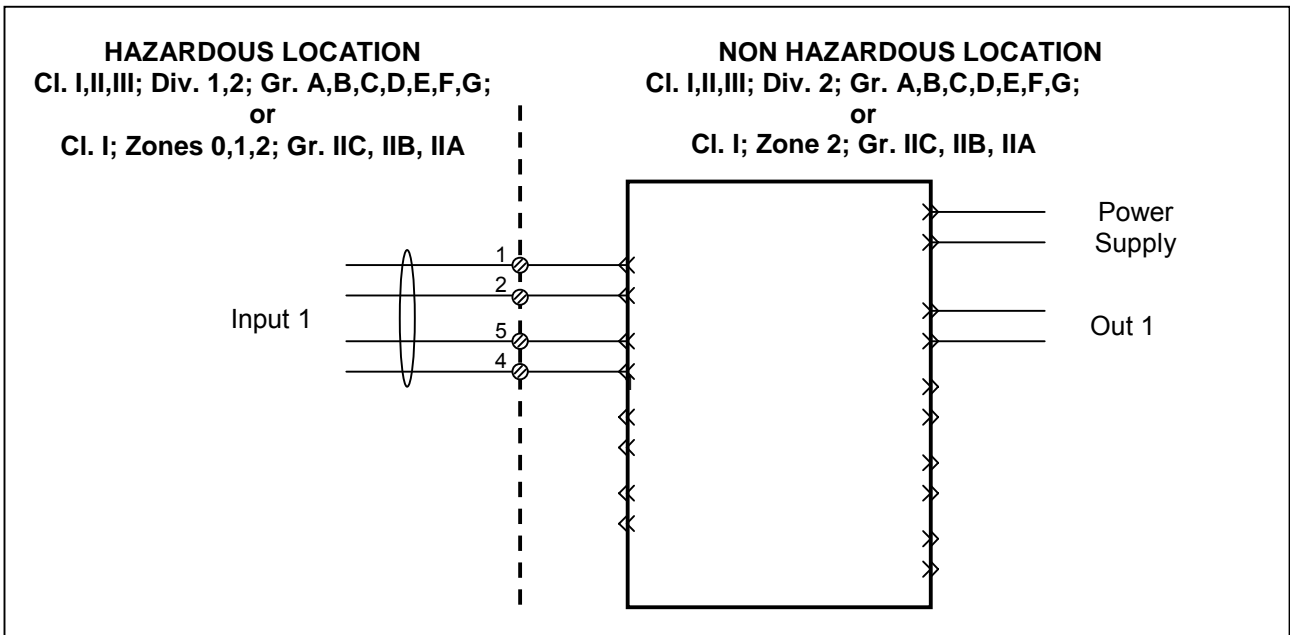 HAZARDOUS LOCATION
Cl. I,II,III; Div. 1,2; Gr. A,B,C,D,E,F,G;
or
Cl. I; Zones 0,1,2; Gr. IIC, IIB, IIA
NON HAZARDOUS LOCATION
Cl. I,II,III; Div. 2; Gr. A,B,C,D,E,F,G;
or
Cl. I; Zone 2; Gr. IIC, IIB, IIA
Input 1
1
2
5
4
Power
Supply
Out 1